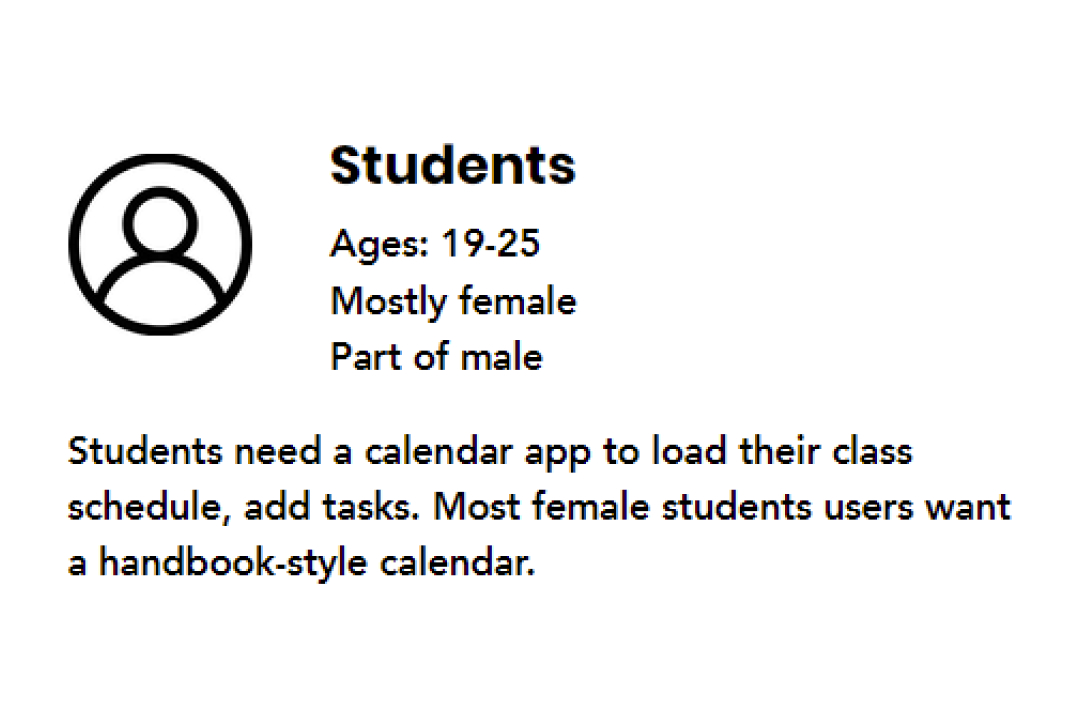 Students
Ages: 19-25
Mostly female
Part of male
Students need a calendar app to load their class
schedule, add tasks. Most female students users want
a handbook-style calendar.